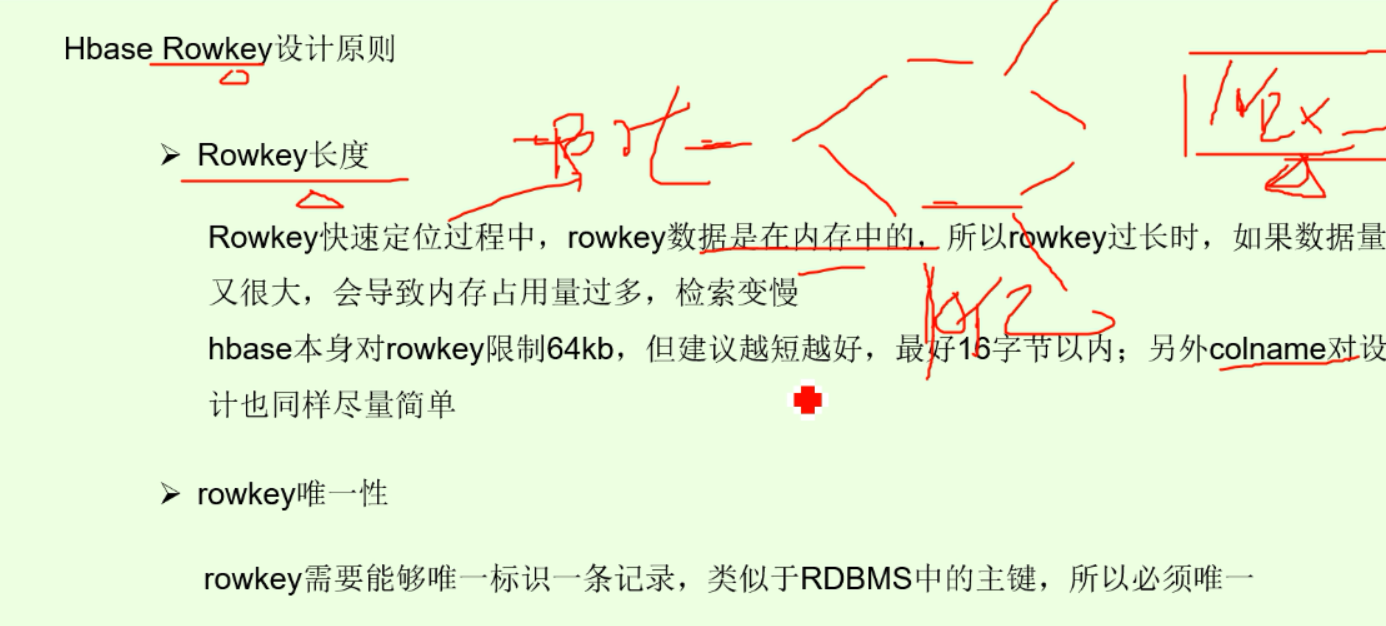 Hbase Rowkey设计原则
➢ Rowkey长度
Rowkey快速定位过程中，rowkey数据是在内存中的，所以rowkey过长时，如果数据量
又很大，会导致内存占用量过多，检索变慢
hbase本身对rowkey限制64kb，但建议越短越好，最好16字节以内；另外colname对设
计也同样尽量简单
➢ rowkey唯一性
rowkey需要能够唯一标识一条记录，类似于RDBMS中的主键，所以必须唯一